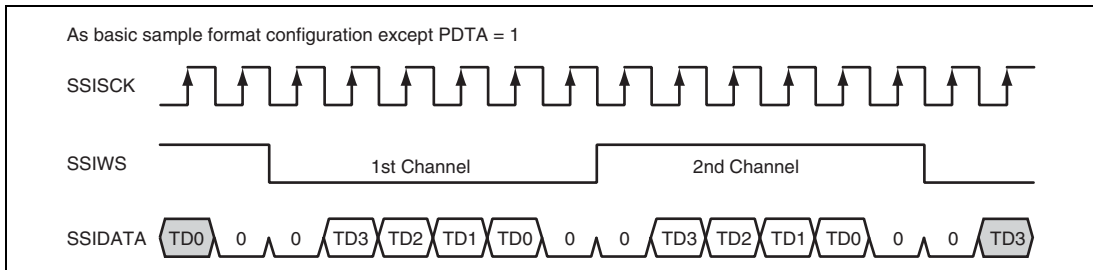 As basic sample format configuration except PDTA = 1
SSISCK
SSIWS 1st Channel 2nd Channel
SSIDATA TD0 0 0 TD3 TD2 TD1 TD0 0 0 TD3 TD2 TD1 TD0 0 0 TD3